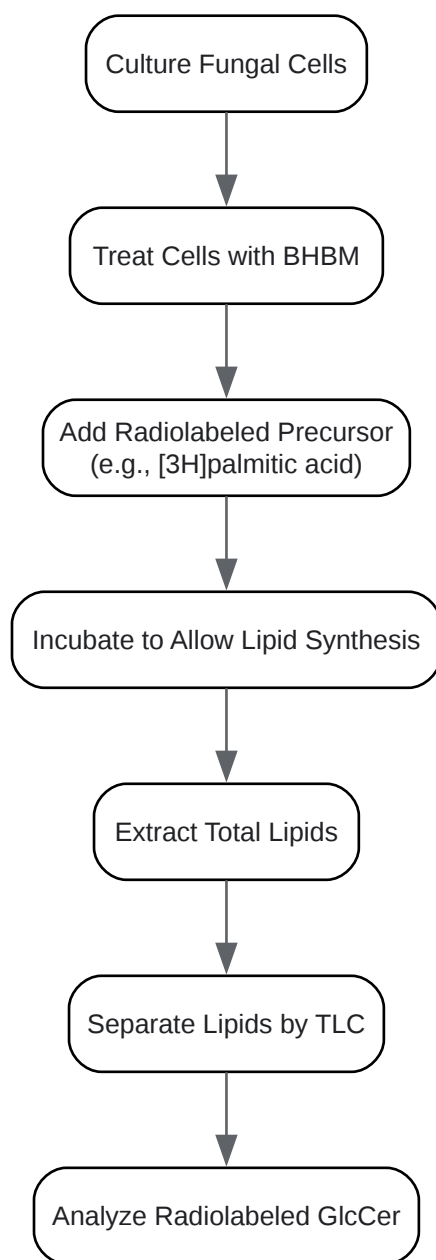 Culture Fungal Cells
Treat Cells with BHBM
Add Radiolabeled Precursor
(e.g., [3H]palmitic acid)
Incubate to Allow Lipid Synthesis
Extract Total Lipids
Separate Lipids by TLC
Analyze Radiolabeled GlcCer